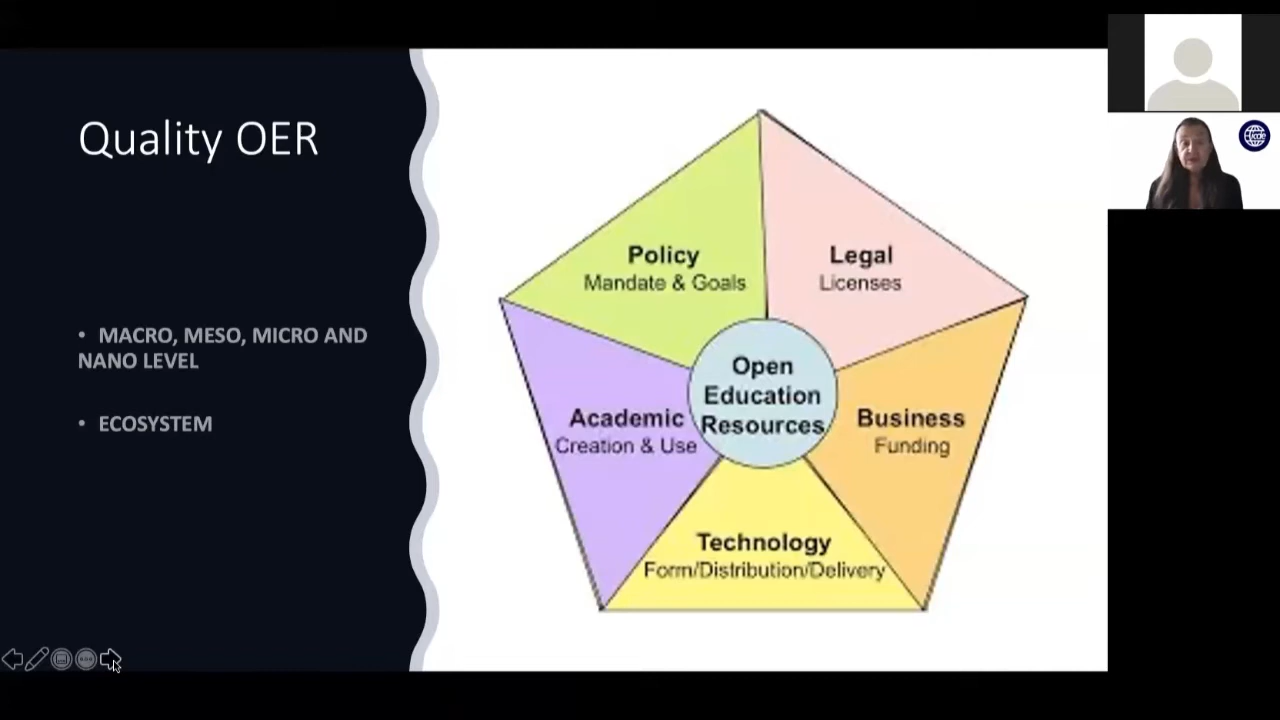 Quality OER
• MACRO, MESO, MICRO AND
NANO LEVEL
• ECOSYSTEM
Policy
Mandate & Goals
Legal
Licenses
Open
Education
Resources
Academic
Creation & Use
Business
Funding
Technology
Form/Distribution/Delivery
icde